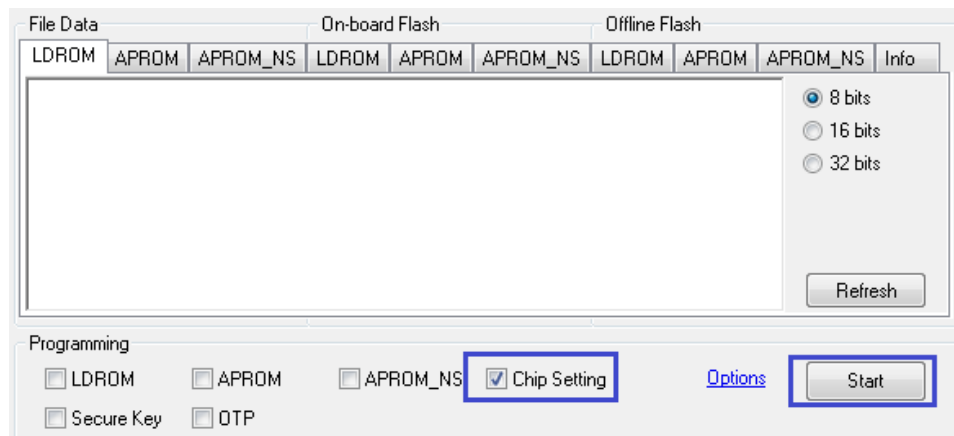 File Data On-board Flash Offline Flash
LDROM APROM APROM_NS LDROM APROM APROM_NS LDROM APROM APROM_NS Info
8 bits
16 bits
32 bits
Refresh
Programming
LDROM APROM APROM_NS Chip Setting Options Start
Secure Key OTP